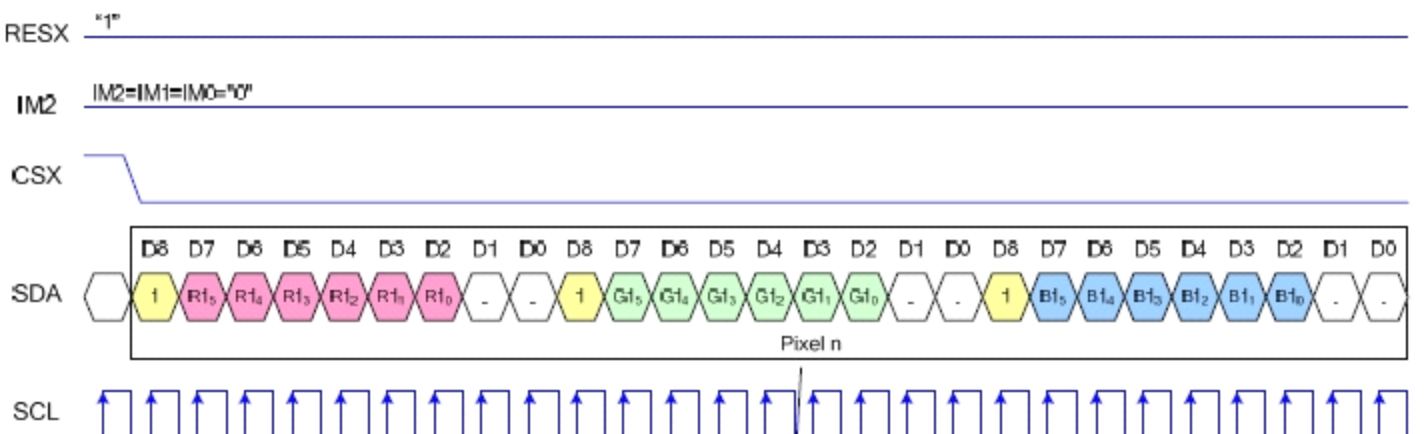 RESX "1"
IM2 IM2=IM1=IM0="0"
CSX
D8 D7 D6 D5 D4 D3 D2 D1 D0 D8 D7 D6 D5 D4 D3 D2 D1 D0 D8 D7 D6 D5 D4 D3 D2 D1 D0
SDA 1 R15 R14 R13 R12 R11 R10 - - 1 G15 G14 G13 G12 G11 G10 - - 1 B15 B14 B13 B12 B11 B10 - -
Pixel n
SCL